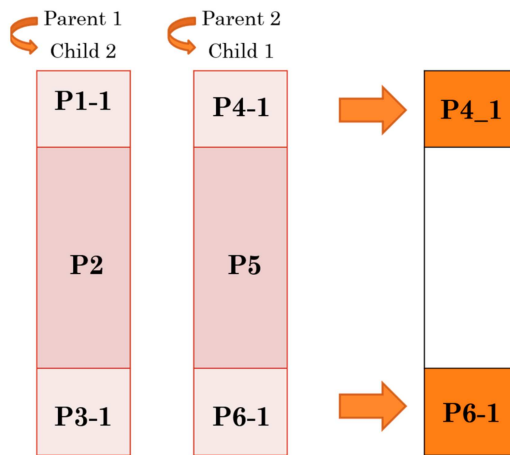 Parent 1
Child 2
Parent 2
Child 1
P1-1
P4-1
P4_1
P2
P5
P3-1
P6-1
P6-1